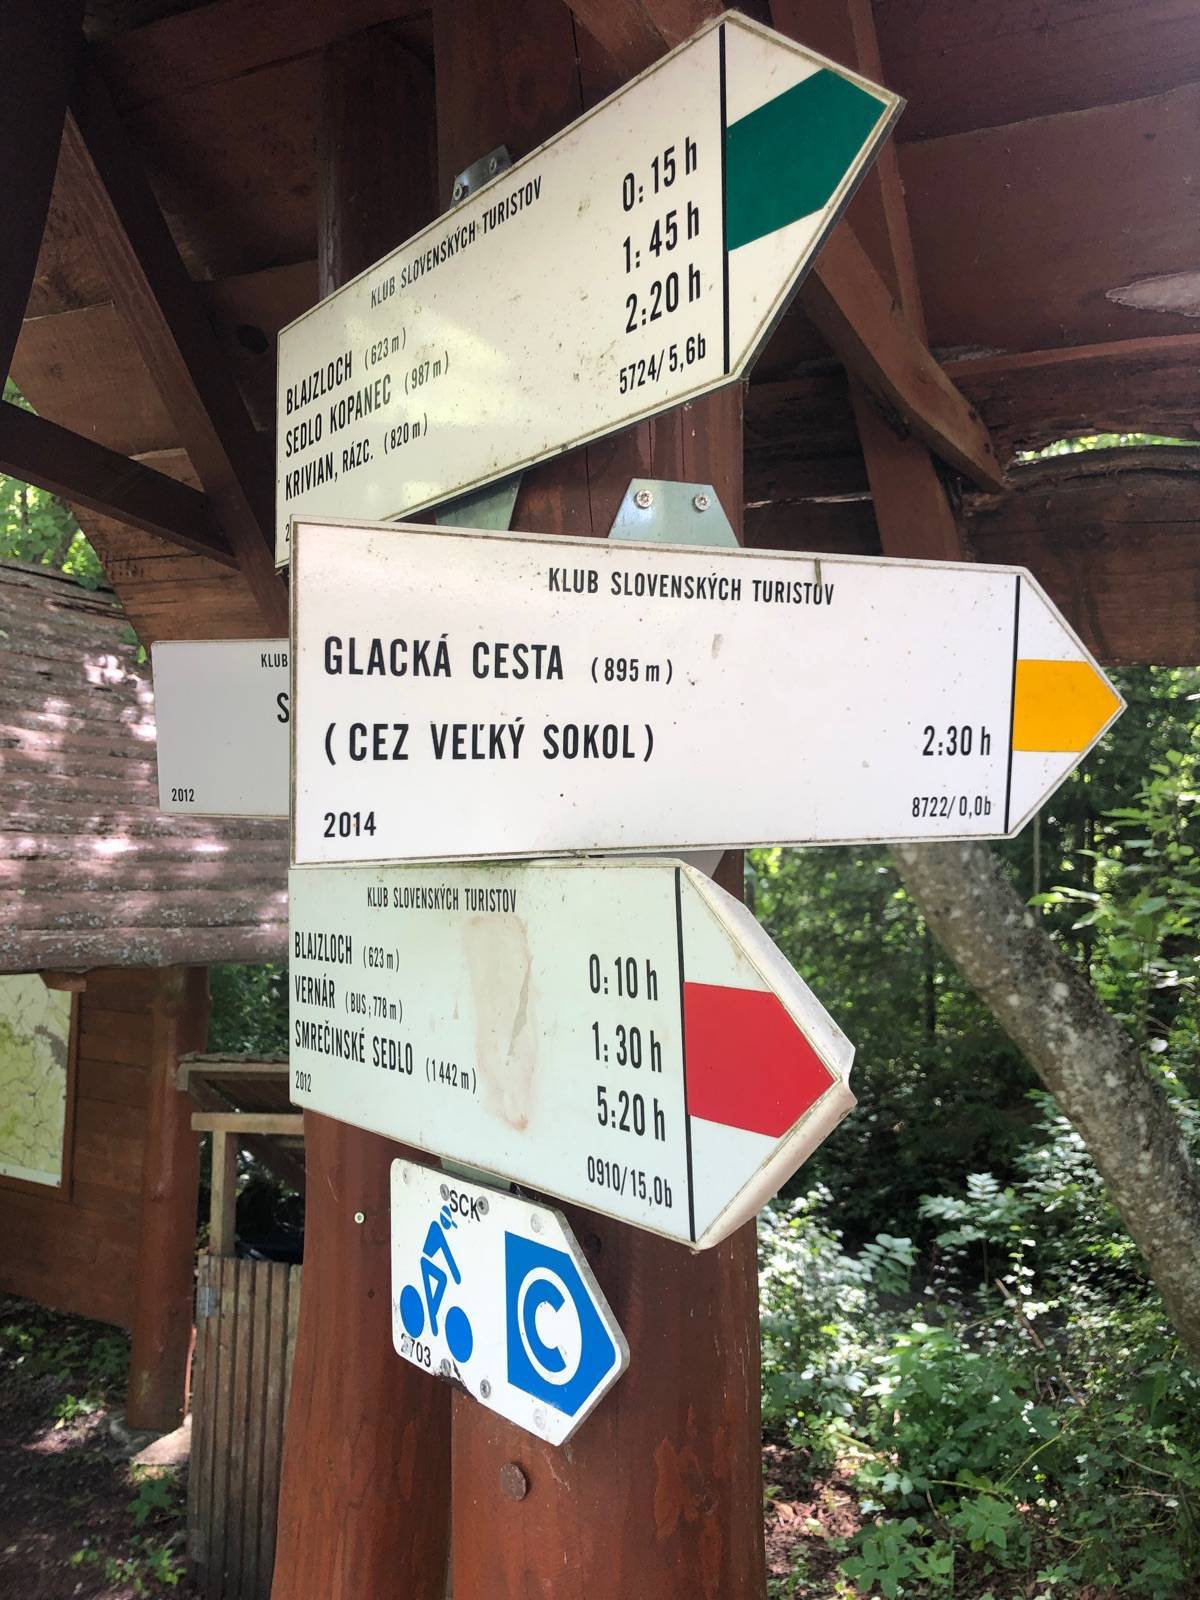 KLUB SLOVENSKÝCH TURISTOV
BLAJZLOCH (623 m) 0:15 h
SEDLO KOPANEC (987 m) 1:45 h
KRIVIAN, RÁZC. (820 m) 2:20 h
5724/5,6b
KLUB SLOVENSKÝCH TURISTOV
GLACKÁ CESTA (895 m)
(CEZ VEĽKÝ SOKOL) 2:30 h
2014 8722/0,0b
KLUB
S
2012
KLUB SLOVENSKÝCH TURISTOV
BLAJZLOCH (623 m) 0:10 h
VERNÁR (BUS; 778 m) 1:30 h
SMREČINSKÉ SEDLO (1442 m) 5:20 h
2012 0910/15,0b
SCK
C